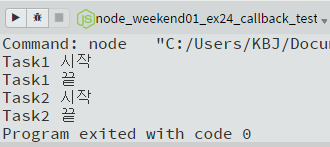 node_weekend01_ex24_callback_test
Command: node "C:/Users/KBJ/Docu
Task1 시작
Task1 끝
Task2 시작
Task2 끝
Program exited with code 0